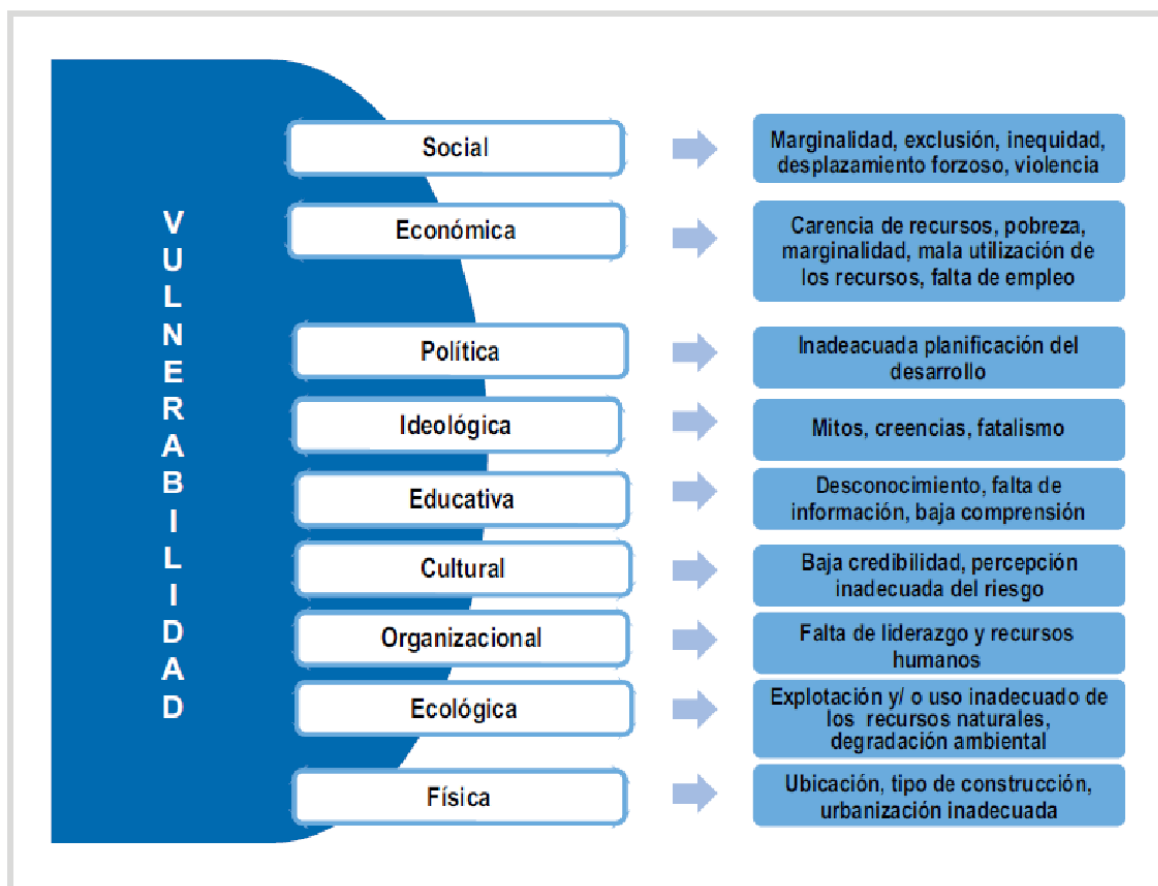 VULNERABILIDAD
Social
Marginalidad, exclusión, inequidad,
desplazamiento forzoso, violencia
Económica
Carencia de recursos, pobreza,
marginalidad, mala utilización de
los recursos, falta de empleo
Política
Inadeacuada planificación del
desarrollo
Ideológica
Mitos, creencias, fatalismo
Educativa
Desconocimiento, falta de
información, baja comprensión
Cultural
Baja credibilidad, percepción
inadecuada del riesgo
Organizacional
Falta de liderazgo y recursos
humanos
Ecológica
Explotación y/ o uso inadecuado de
los recursos naturales,
degradación ambiental
Física
Ubicación, tipo de construcción,
urbanización inadecuada